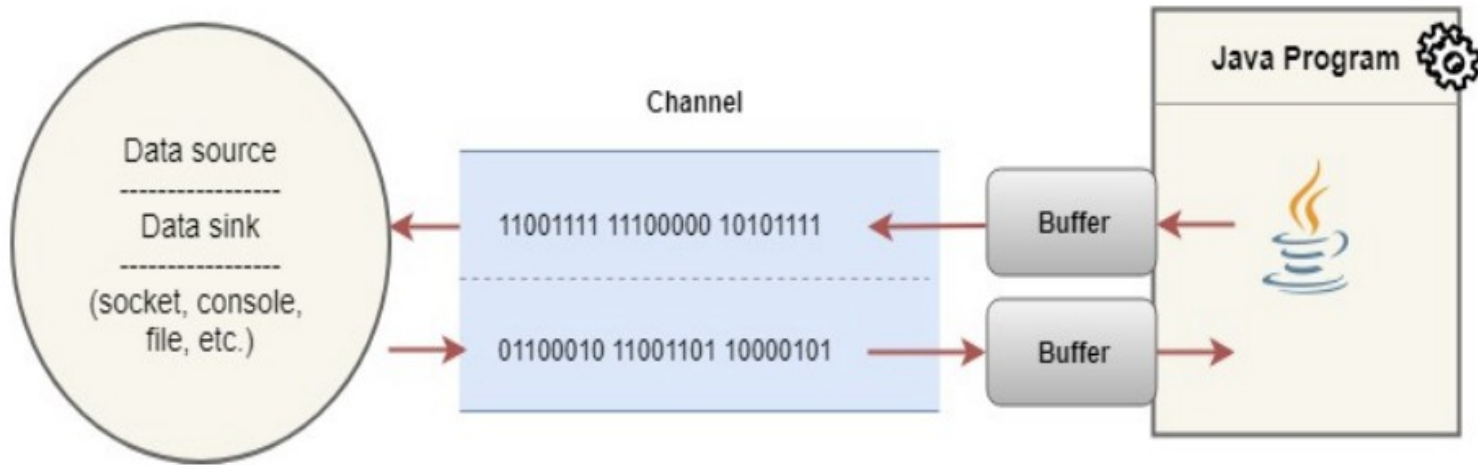 Data source
-----------------
Data sink
-----------------
(socket, console,
file, etc.)
Channel
11001111 11100000 10101111
01100010 11001101 10000101
Buffer
Buffer
Java Program